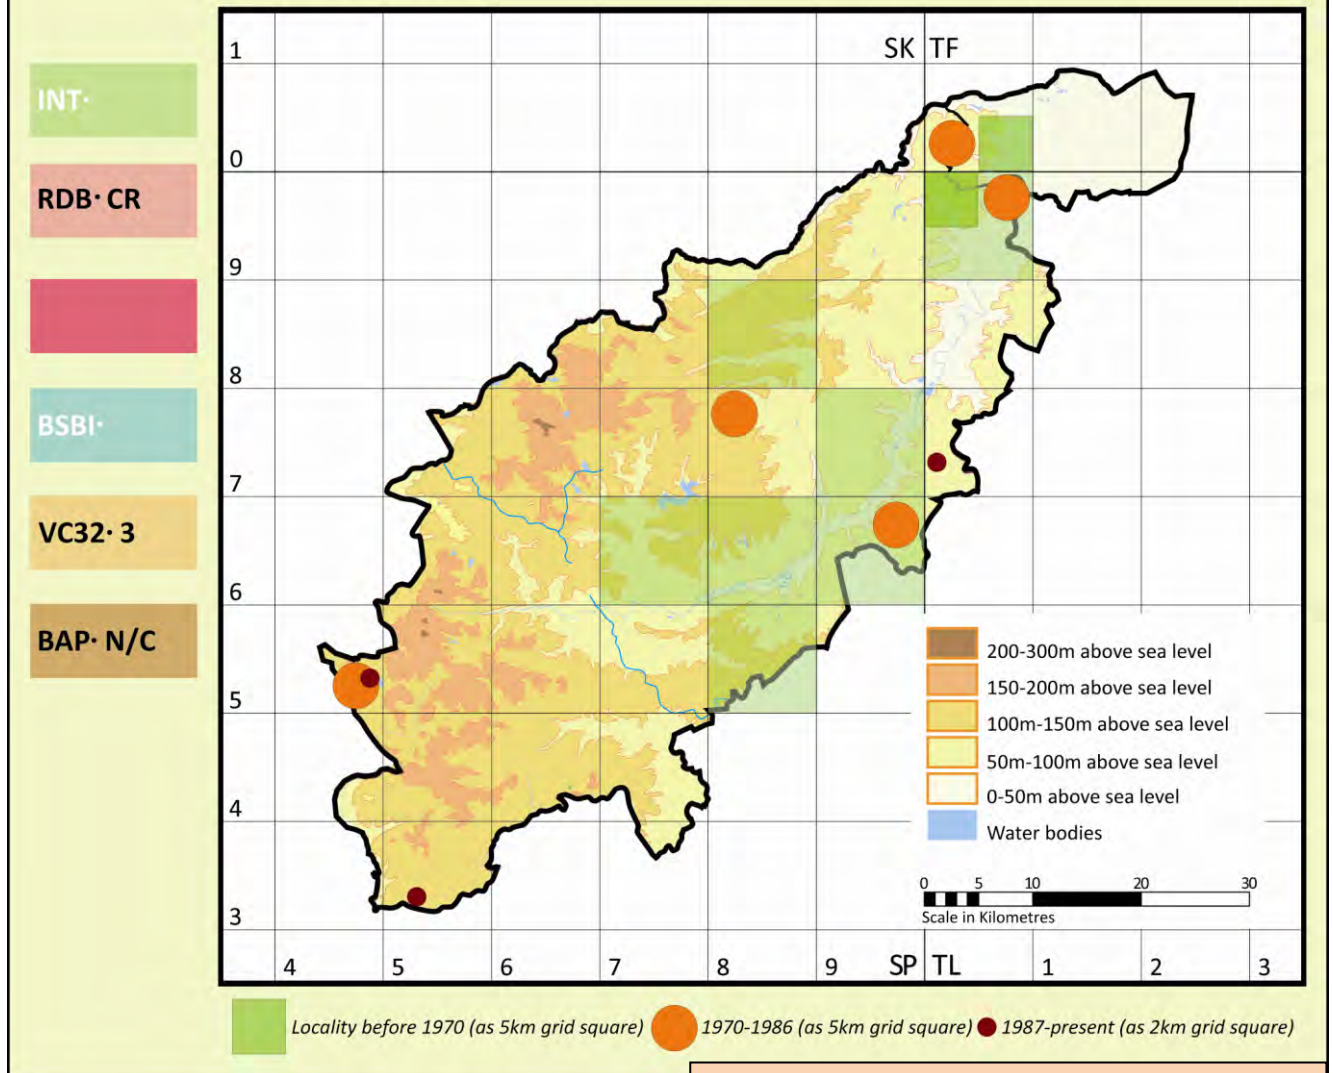 INT·
RDB· CR
BSBI·
VC32· 3
BAP· N/C
SK TF
1
0
9
8
7
6
5
4
3
4 5 6 7 8 9 SP TL 1 2 3
200-300m above sea level
150-200m above sea level
100m-150m above sea level
50m-100m above sea level
0-50m above sea level
Water bodies
0 5 10 20 30
Scale in Kilometres
Locality before 1970 (as 5km grid square) 1970-1986 (as 5km grid square) 1987-present (as 2km grid square)